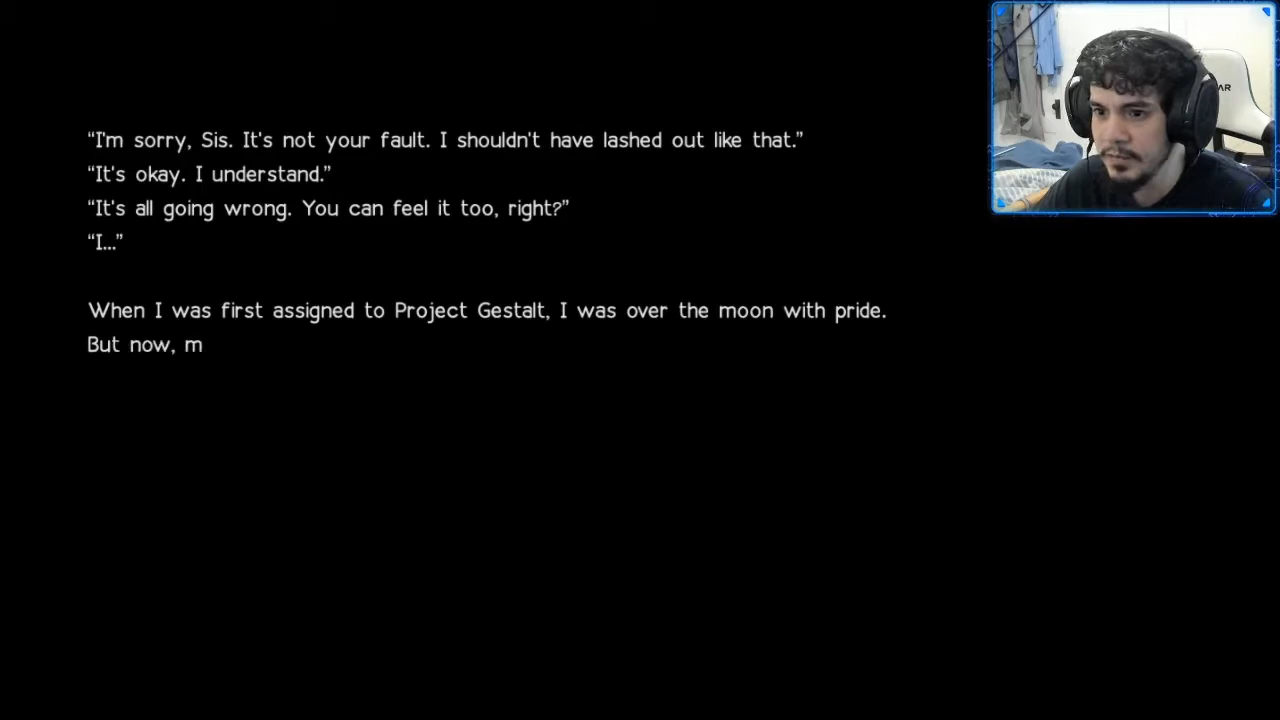 “I'm sorry, Sis. It's not your fault. I shouldn't have lashed out like that.”
“It's okay. I understand.”
“It's all going wrong. You can feel it too, right?”
“I...”
When I was first assigned to Project Gestalt, I was over the moon with pride.
But now, m